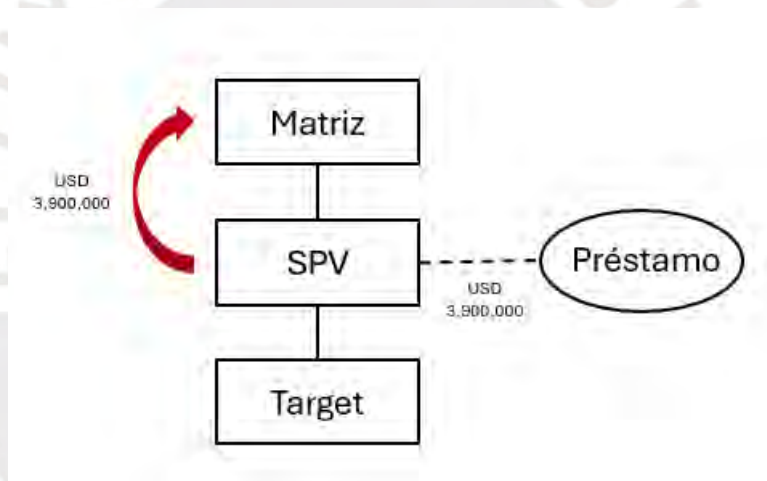 Matriz
USD
3,900,000
SPV
Préstamo
USD
3,900,000
Target